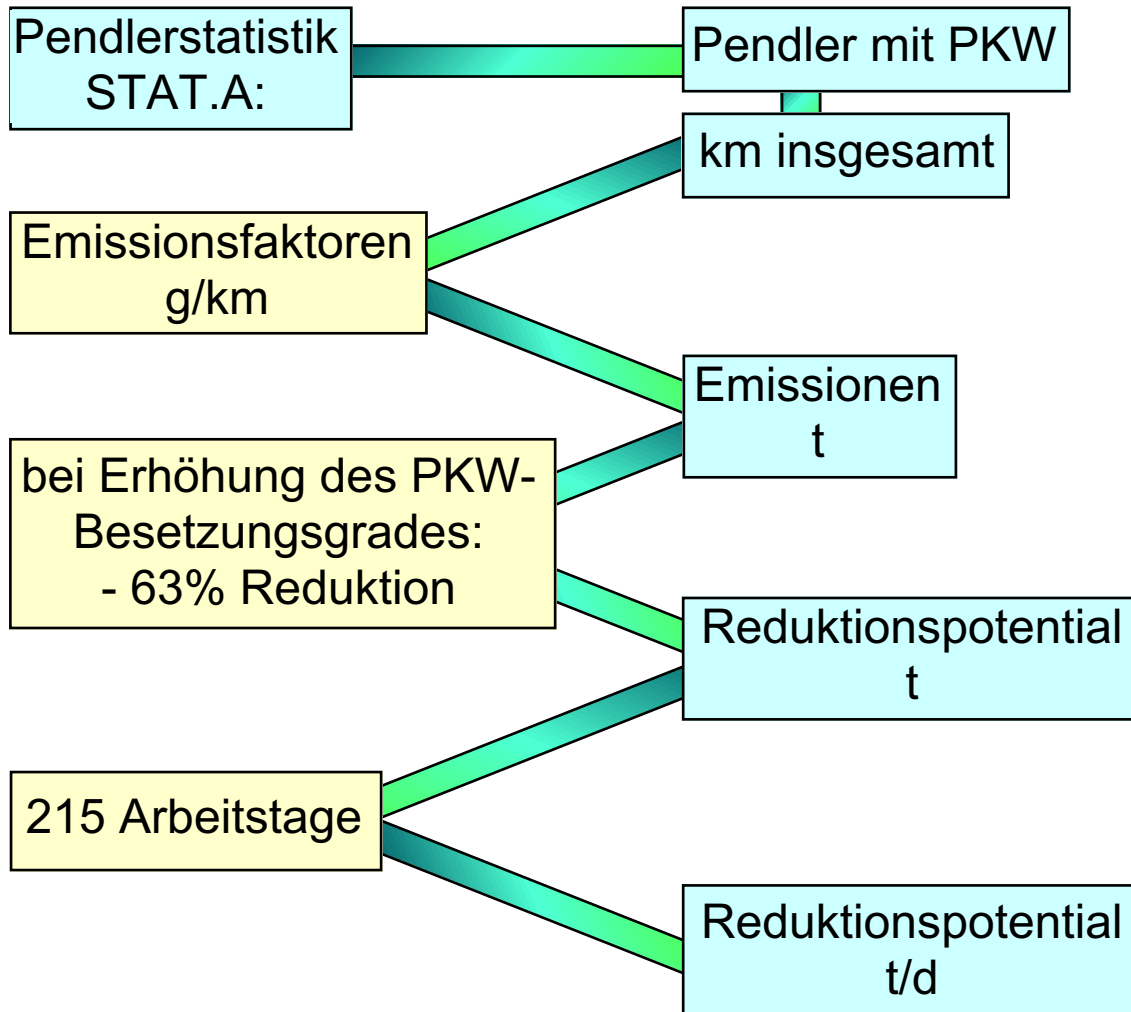 Pendlerstatistik
STAT.A:
Pendler mit PKW
km insgesamt
Emissionsfaktoren
g/km
Emissionen
t
bei Erhöhung des PKW-
Besetzungsgrades:
- 63% Reduktion
Reduktionspotential
t
215 Arbeitstage
Reduktionspotential
t/d